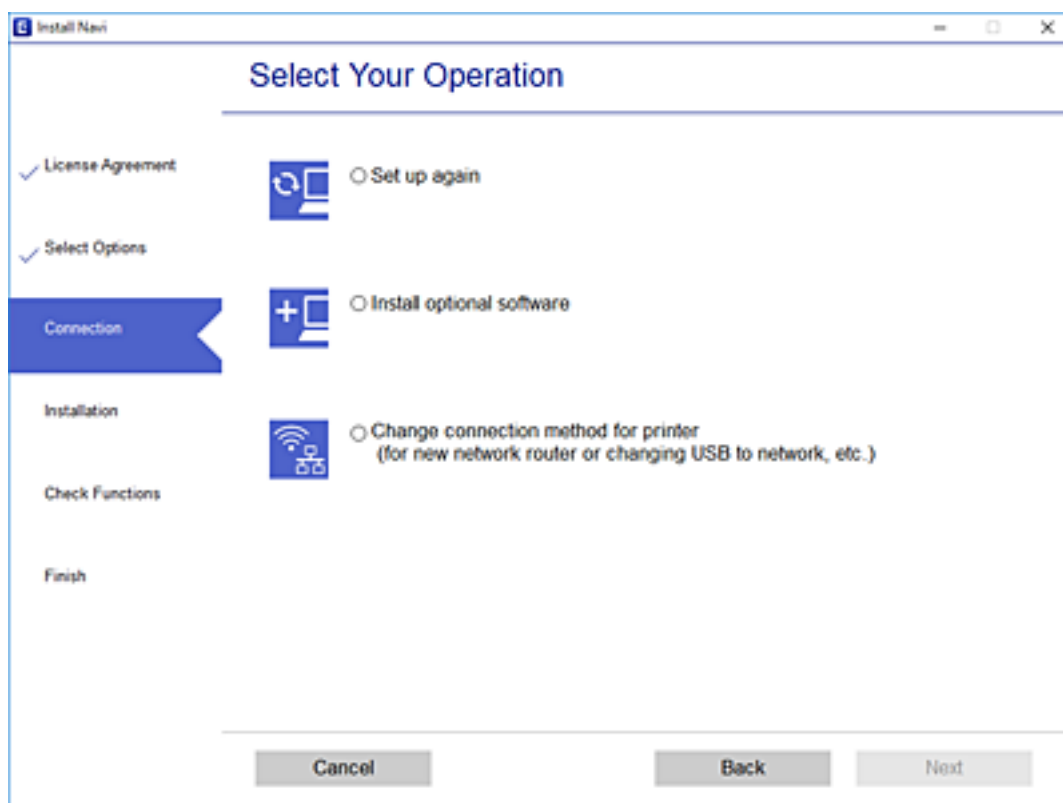 Install Navi
Select Your Operation
License Agreement
Select Options
Connection
Installation
Check Functions
Finish
Set up again
Install optional software
Change connection method for printer
(for new network router or changing USB to network, etc.)
Cancel
Back
Next